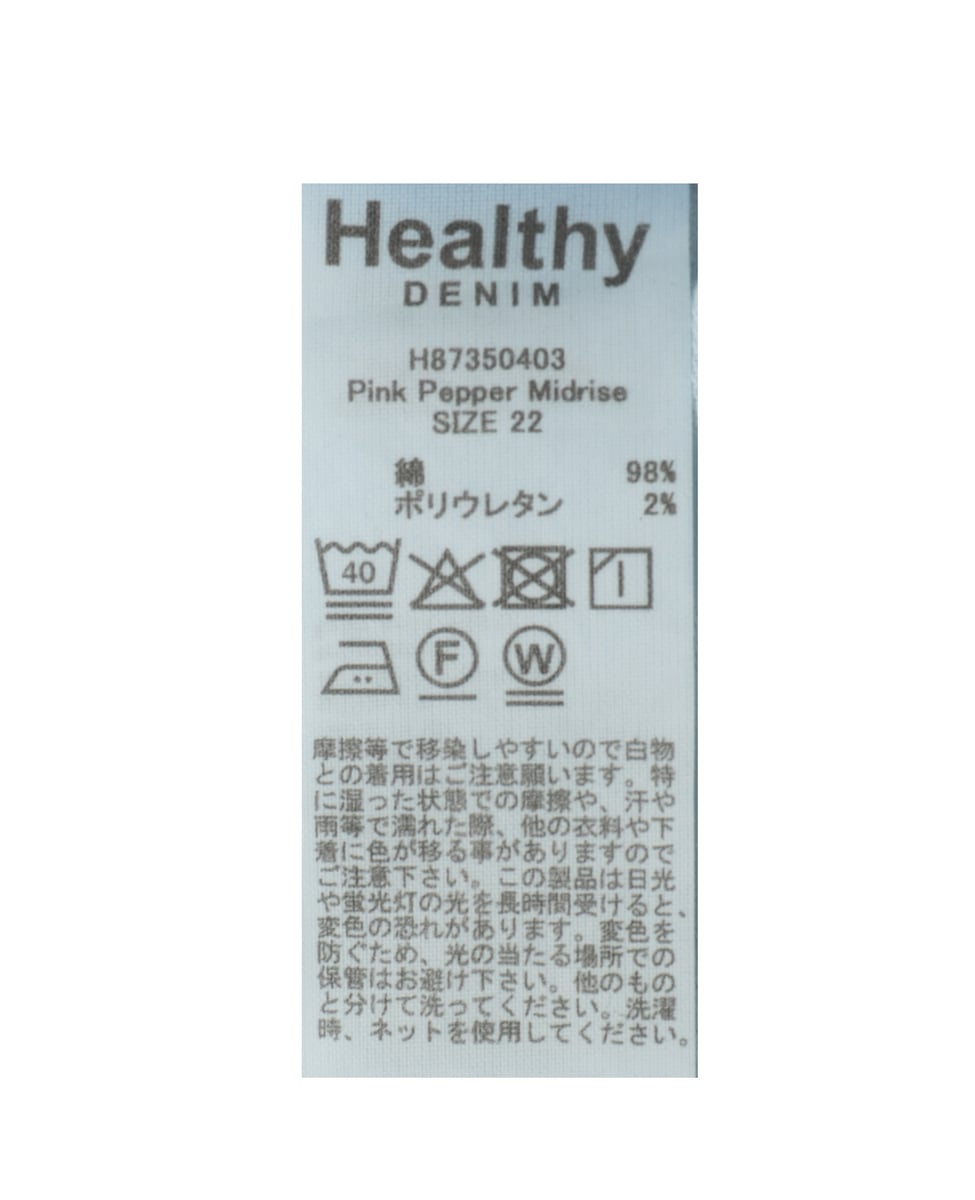 Healthy
DENIM
H87350403
Pink Pepper Midrise
SIZE 22
綿 98%
ポリウレタン 2%
40
F W
摩擦等で移染しやすいので白物
との着用はご注意願います。特
に湿った状態での摩擦や、汗や
雨等で濡れた際、他の衣料や下
着に色が移る事がありますので
ご注意下さい。この製品は日光
や蛍光灯の光を長時間受けると、
変色の恐れがあります。変色を
防ぐため、光の当たる場所での
保管はお避け下さい。他のもの
と分けて洗ってください。洗濯
時、ネットを使用してください。